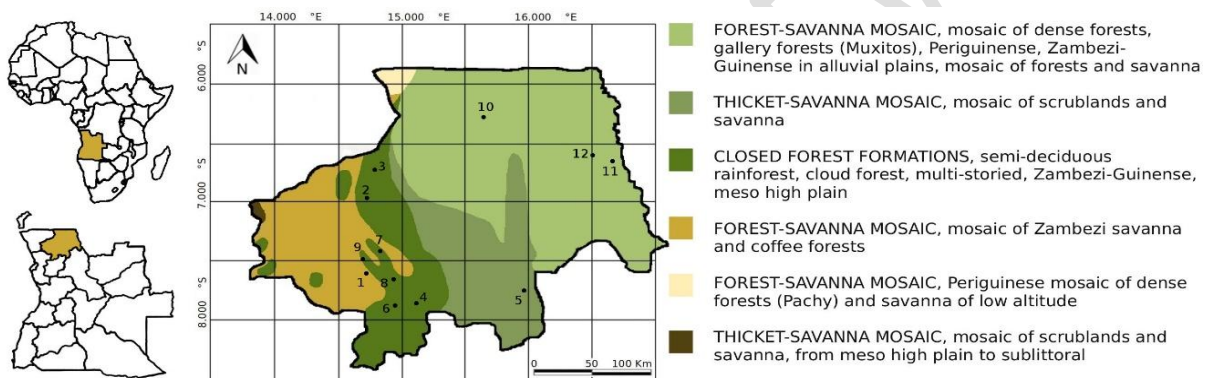 14.000 °E 15.000 °E 16.000 °E
°S
6.000
°S
7.000
°S
8.000
N
10
12
11
3
2
7
9
1
8
6
4
5
0 50 100 Km
FOREST-SAVANNA MOSAIC, mosaic of dense forests,
gallery forests (Muxitos), Periguinense, Zambezi-
Guinense in alluvial plains, mosaic of forests and savanna
THICKET-SAVANNA MOSAIC, mosaic of scrublands and
savanna
CLOSED FOREST FORMATIONS, semi-deciduous
rainforest, cloud forest, multi-storied, Zambezi-Guinense,
meso high plain
FOREST-SAVANNA MOSAIC, mosaic of Zambezi savanna
and coffee forests
FOREST-SAVANNA MOSAIC, Periguinese mosaic of dense
forests (Pachy) and savanna of low altitude
THICKET-SAVANNA MOSAIC, mosaic of scrublands and
savanna, from meso high plain to sublittoral